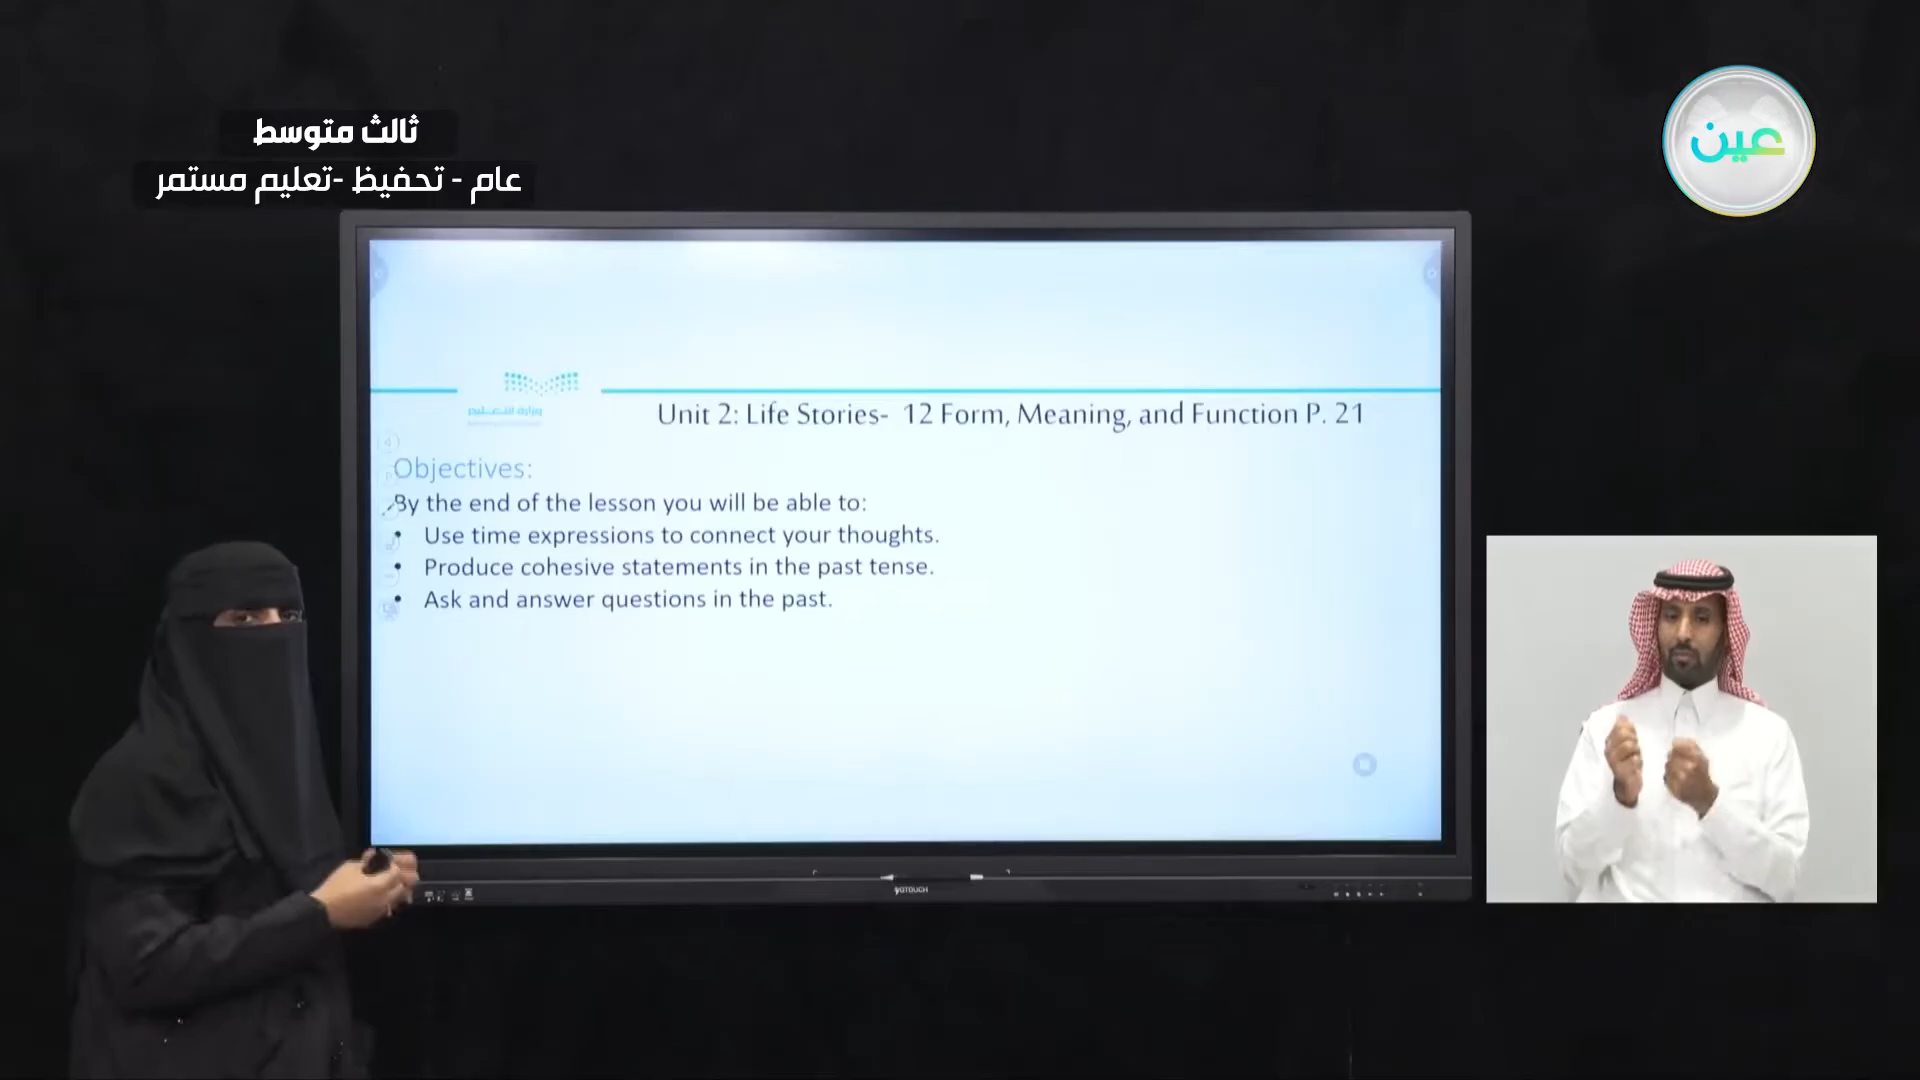 ثالث متوسط
عام - تحفيظ -تعليم مستمر
عين
وزارة التعليم
Unit 2: Life Stories- 12 Form, Meaning, and Function P. 21
Objectives:
By the end of the lesson you will be able to:
• Use time expressions to connect your thoughts.
• Produce cohesive statements in the past tense.
• Ask and answer questions in the past.